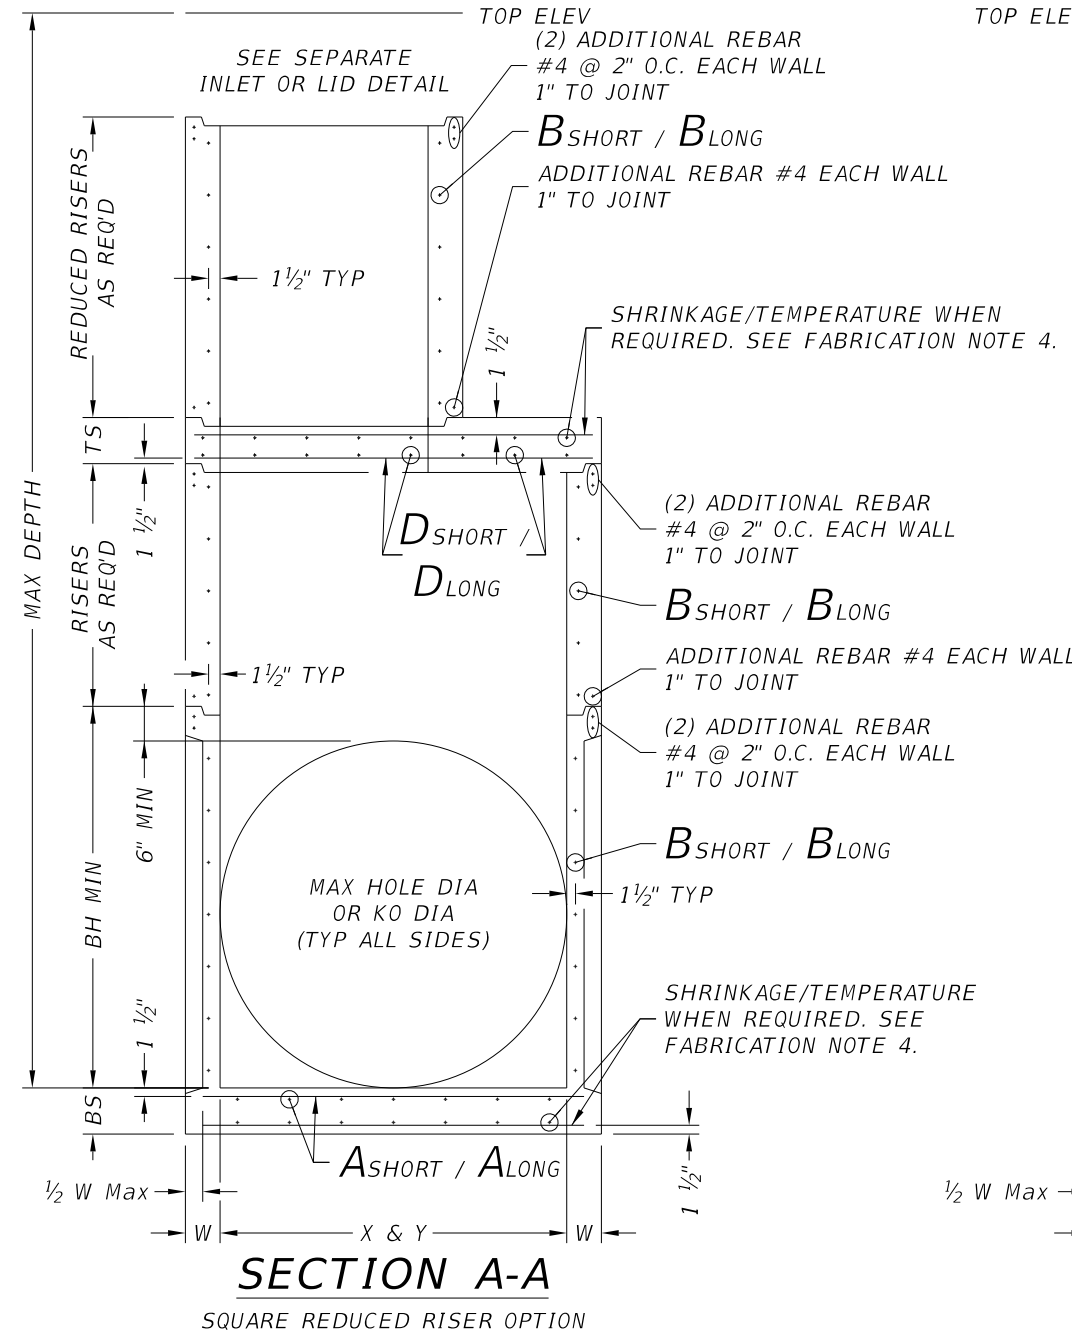 TOP ELEV
TOP ELE
SEE SEPARATE
INLET OR LID DETAIL
(2) ADDITIONAL REBAR
#4 @ 2" O.C. EACH WALL
1" TO JOINT
BSHORT / BLONG
ADDITIONAL REBAR #4 EACH WALL
1" TO JOINT
REDUCED RISERS
AS REQ'D
1½" TYP
SHRINKAGE/TEMPERATURE WHEN
REQUIRED. SEE FABRICATION NOTE 4.
1 ½"
TS
MAX DEPTH
1 ½"
RISERS
AS REQ'D
DSHORT /
DLONG
(2) ADDITIONAL REBAR
#4 @ 2" O.C. EACH WALL
1" TO JOINT
BSHORT / BLONG
ADDITIONAL REBAR #4 EACH WALL
1" TO JOINT
1½" TYP
(2) ADDITIONAL REBAR
#4 @ 2" O.C. EACH WALL
1" TO JOINT
6" MIN
BH MIN
BSHORT / BLONG
MAX HOLE DIA
OR KO DIA
(TYP ALL SIDES)
1½" TYP
1 ½"
SHRINKAGE/TEMPERATURE
WHEN REQUIRED. SEE
FABRICATION NOTE 4.
BS
ASHORT / ALONG
1 ½"
½ W Max
½ W Max
W
X & Y
W
SECTION A-A
SQUARE REDUCED RISER OPTION